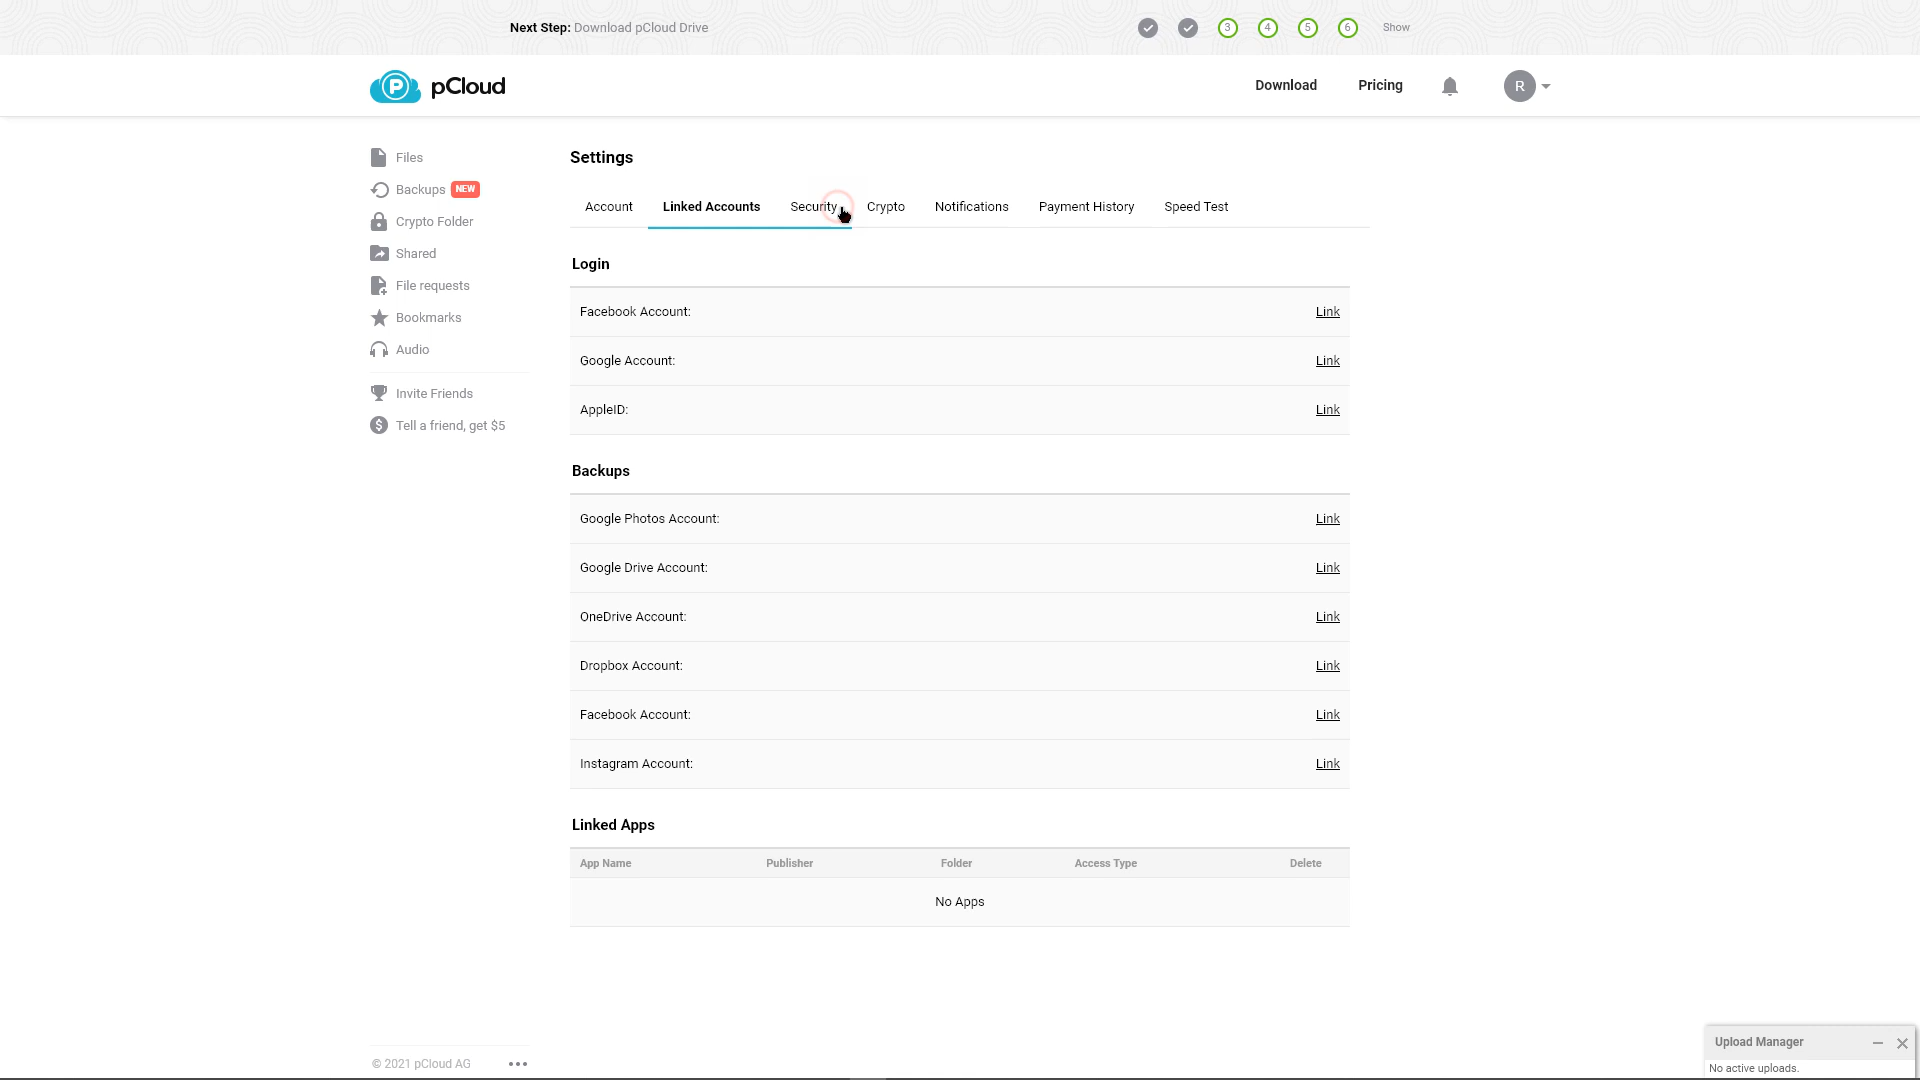 Next Step: Download pCloud Drive
3 4 5 6 Show
P pCloud
Download Pricing R
Files
Backups NEW
Crypto Folder
Shared
File requests
Bookmarks
Audio
Invite Friends
Tell a friend, get $5
Settings
Account Linked Accounts Security Crypto Notifications Payment History Speed Test
Login
Facebook Account: Link
Google Account: Link
AppleID: Link
Backups
Google Photos Account: Link
Google Drive Account: Link
OneDrive Account: Link
Dropbox Account: Link
Facebook Account: Link
Instagram Account: Link
Linked Apps
App Name Publisher Folder Access Type Delete
No Apps
© 2021 pCloud AG
Upload Manager
No active uploads.